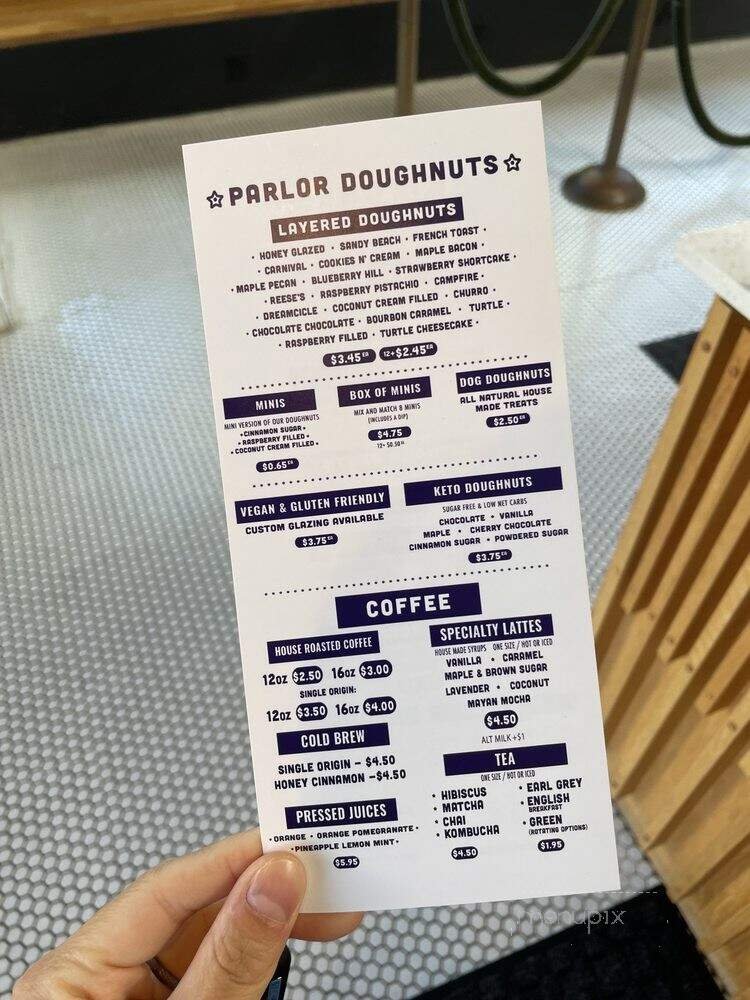 PARLOR DOUGHNUTS
LAYERED DOUGHNUTS
• HONEY GLAZED • SANDY BEACH • FRENCH TOAST •
• CARNIVAL • COOKIES N' CREAM • MAPLE BACON •
• MAPLE PECAN • BLUEBERRY HILL • STRAWBERRY SHORTCAKE •
• REESE'S • RASPBERRY PISTACHIO • CAMPFIRE •
• DREAMCICLE • COCONUT CREAM FILLED • CHURRO •
• CHOCOLATE CHOCOLATE • BOURBON CARAMEL • TURTLE •
• RASPBERRY FILLED • TURTLE CHEESECAKE •
$3.45 EA 12+ $2.45 EA
MINIS
MINI VERSION OF OUR DOUGHNUTS
• CINNAMON SUGAR •
• RASPBERRY FILLED •
• COCONUT CREAM FILLED •
$0.65 EA
BOX OF MINIS
MIX AND MATCH 8 MINIS
(INCLUDES A DIP)
$4.75
12+ $0.50 EA
DOG DOUGHNUTS
ALL NATURAL HOUSE
MADE TREATS
$2.50 EA
VEGAN & GLUTEN FRIENDLY
CUSTOM GLAZING AVAILABLE
$3.75 EA
KETO DOUGHNUTS
SUGAR FREE & LOW NET CARBS
CHOCOLATE • VANILLA
MAPLE • CHERRY CHOCOLATE
CINNAMON SUGAR • POWDERED SUGAR
$3.75 EA
COFFEE
HOUSE ROASTED COFFEE
12oz $2.50 16oz $3.00
SINGLE ORIGIN:
12oz $3.50 16oz $4.00
COLD BREW
SINGLE ORIGIN – $4.50
HONEY CINNAMON –$4.50
PRESSED JUICES
• ORANGE • ORANGE POMEGRANATE •
• PINEAPPLE LEMON MINT •
$5.95
SPECIALTY LATTES
HOUSE MADE SYRUPS ONE SIZE / HOT OR ICED
VANILLA • CARAMEL
MAPLE & BROWN SUGAR
LAVENDER • COCONUT
MAYAN MOCHA
$4.50
ALT MILK +$1
TEA
ONE SIZE / HOT OR ICED
• HIBISCUS
• MATCHA
• CHAI
• KOMBUCHA
$4.50
• EARL GREY
• ENGLISH
BREAKFAST
• GREEN
(ROTATING OPTIONS)
$1.95
menupix